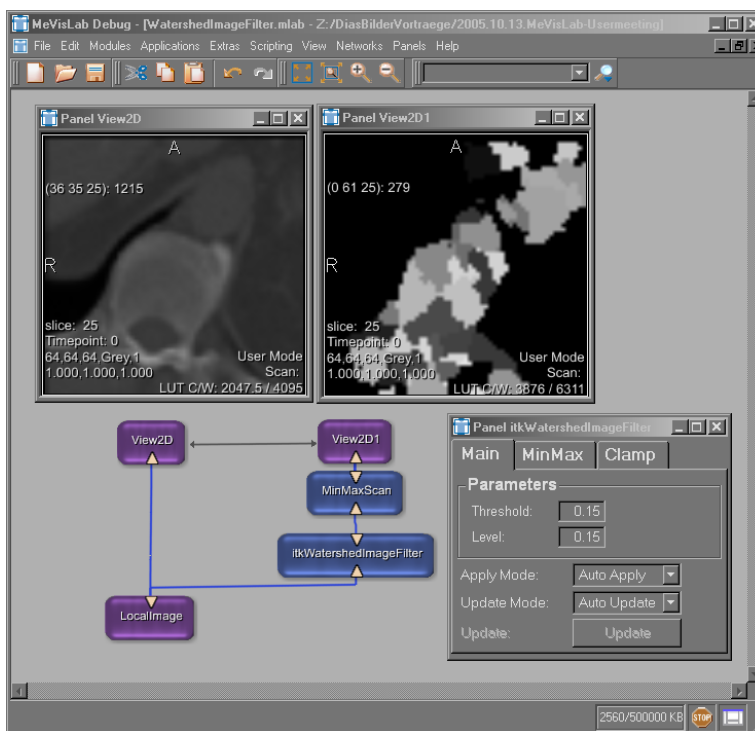 MeVisLab Debug - [WatershedImageFilter.mlab - Z:/DiasBilderVortraege/2005.10.13.MeVisLab-Usermeeting]
File Edit Modules Applications Extras Scripting View Networks Panels Help
Panel View2D
A
(36 35 25): 1215
R
slice: 25
Timepoint: 0
64,64,64,Grey,1
1.000,1.000,1.000
User Mode
Scan:
LUT C/W: 2047.5 / 4095
Panel View2D1
A
(0 61 25): 279
R
slice: 25
Timepoint: 0
64,64,64,Grey,1
1.000,1.000,1.000
User Mode
Scan:
LUT C/W: 3876 / 6311
View2D
View2D1
MinMaxScan
itkWatershedImageFilter
LocalImage
Panel itkWatershedImageFilter
Main MinMax Clamp
Parameters
Threshold: 0.15
Level: 0.15
Apply Mode: Auto Apply
Update Mode: Auto Update
Update: Update
2560/500000 KB
STOP